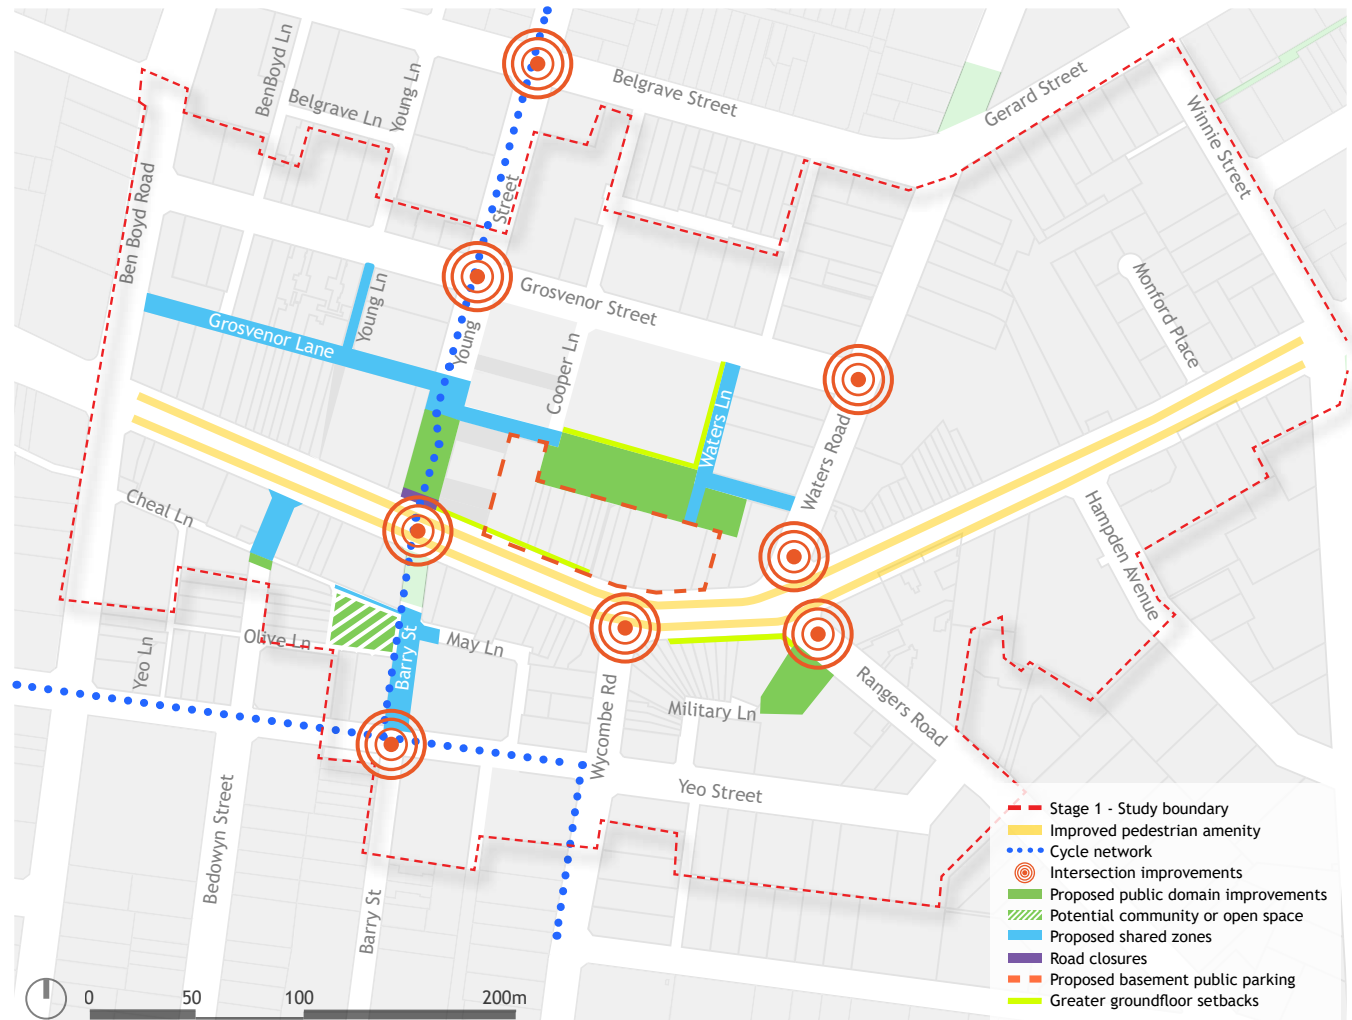 BenBoyd Ln
Young Ln
Belgrave Ln
Belgrave Street
Gerard Street
Winnie Street
Ben Boyd Road
Street
Young Ln
Grosvenor Street
Monford Place
Grosvenor Lane
Young
Cooper Ln
Waters Ln
Waters Road
Cheal Ln
Hampden Avenue
Yeo Ln
Olive Ln
Barry St
May Ln
Military Ln
Rangers Road
Wycombe Rd
Yeo Street
Bedowyn Street
Barry St
Stage 1 - Study boundary
Improved pedestrian amenity
Cycle network
Intersection improvements
Proposed public domain improvements
Potential community or open space
Proposed shared zones
Road closures
Proposed basement public parking
Greater groundfloor setbacks
0 50 100 200m